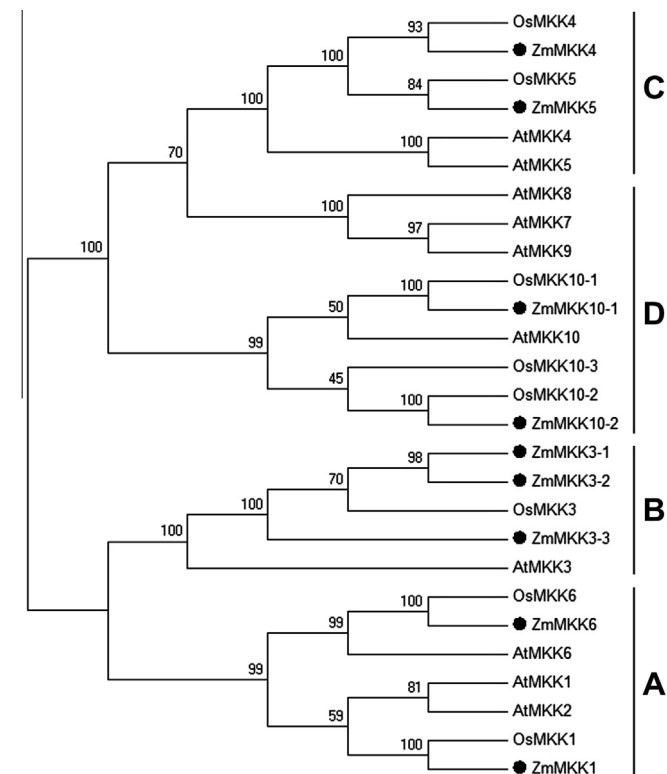 OsMKK4
93
ZmMKK4
100
OsMKK5
84
C
ZmMKK5
100
AtMKK4
100
AtMKK5
70
AtMKK8
100
AtMKK7
97
AtMKK9
100
OsMKK10-1
100
ZmMKK10-1
50
D
AtMKK10
99
OsMKK10-3
45
OsMKK10-2
100
ZmMKK10-2
ZmMKK3-1
98
ZmMKK3-2
70
OsMKK3
100
B
ZmMKK3-3
100
AtMKK3
OsMKK6
100
ZmMKK6
99
AtMKK6
99
AtMKK1
81
A
AtMKK2
59
OsMKK1
100
ZmMKK1